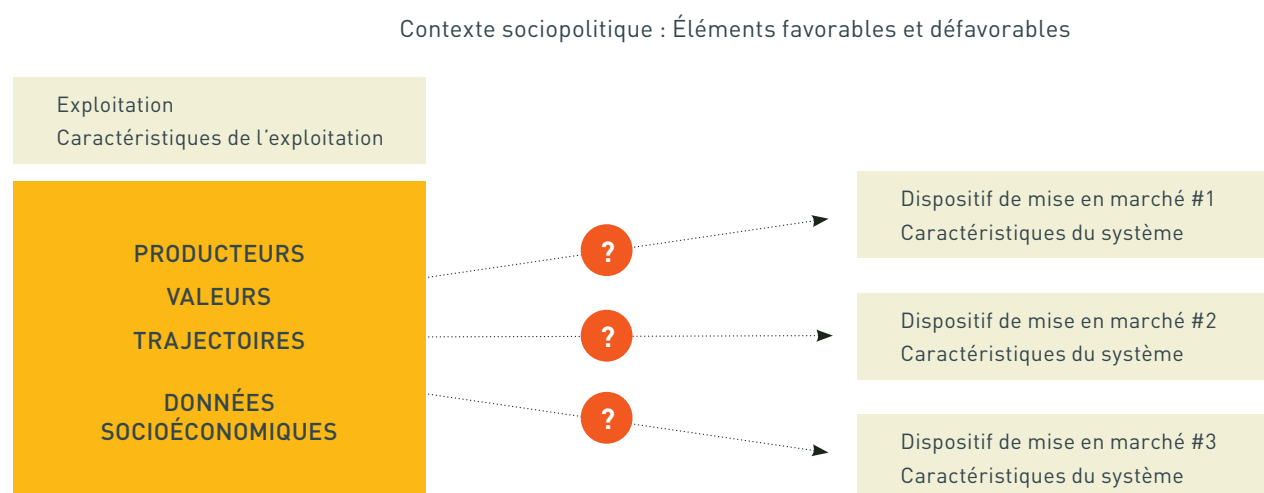 Contexte sociopolitique : Éléments favorables et défavorables
Exploitation
Caractéristiques de l'exploitation
PRODUCTEURS
VALEURS
TRAJECTOIRES
DONNÉES
SOCIOÉCONOMIQUES
?
?
?
Dispositif de mise en marché #1
Caractéristiques du système
Dispositif de mise en marché #2
Caractéristiques du système
Dispositif de mise en marché #3
Caractéristiques du système